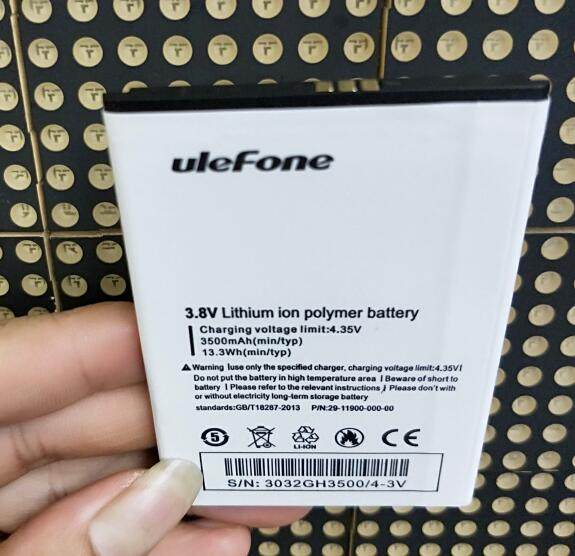 uleFone
3.8V Lithium ion polymer battery
Charging voltage limit:4.35V
3500mAh(min/typ)
13.3Wh(min/typ)
Warning |use only the specified charger, charging voltage limit:4.35V|
Do not put the battery in high temperature area | Beware of short to
battery | Please refer to the relevant instructions | Please don't with
or without electricity long-term storage battery
standards:GB/T18287-2013 P/N:29-11900-000-00
5
LI-ION
CE
S/N: 3032GH3500/4-3V